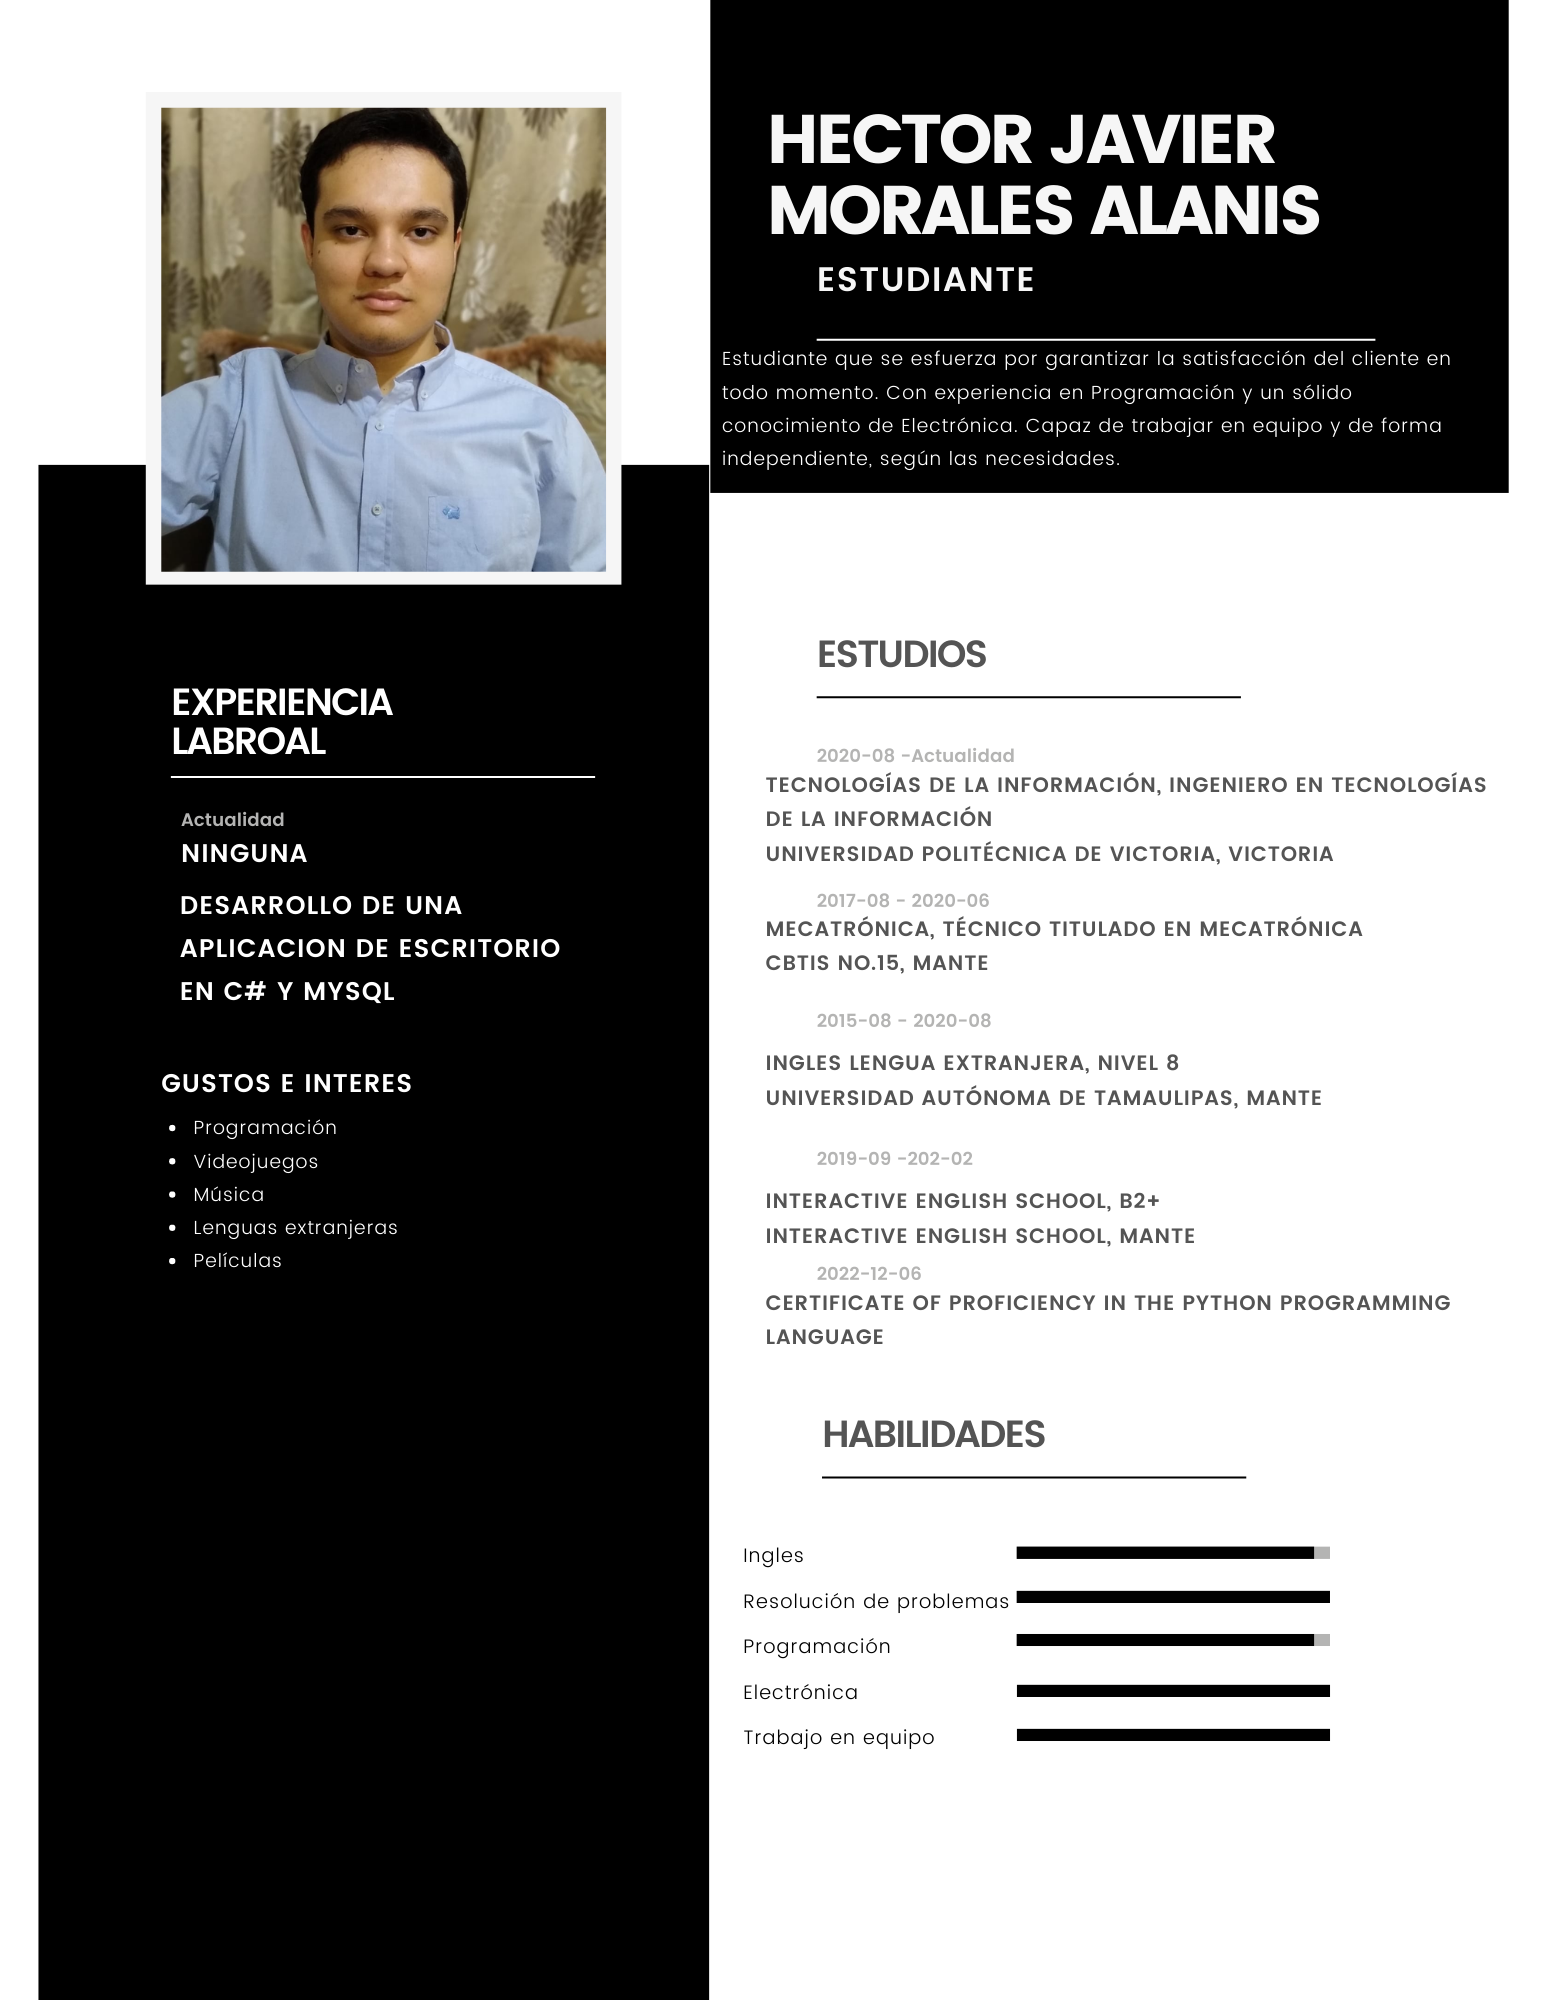 HECTOR JAVIER
MORALES ALANIS
ESTUDIANTE
Estudiante que se esfuerza por garantizar la satisfacción del cliente en
todo momento. Con experiencia en Programación y un sólido
conocimiento de Electrónica. Capaz de trabajar en equipo y de forma
independiente, según las necesidades.
EXPERIENCIA
LABROAL
Actualidad
NINGUNA
DESARROLLO DE UNA
APLICACION DE ESCRITORIO
EN C# Y MYSQL
GUSTOS E INTERES
• Programación
• Videojuegos
• Música
• Lenguas extranjeras
• Películas
ESTUDIOS
2020-08 -Actualidad
TECNOLOGÍAS DE LA INFORMACIÓN, INGENIERO EN TECNOLOGÍAS
DE LA INFORMACIÓN
UNIVERSIDAD POLITÉCNICA DE VICTORIA, VICTORIA
2017-08 - 2020-06
MECATRÓNICA, TÉCNICO TITULADO EN MECATRÓNICA
CBTIS NO.15, MANTE
2015-08 - 2020-08
INGLES LENGUA EXTRANJERA, NIVEL 8
UNIVERSIDAD AUTÓNOMA DE TAMAULIPAS, MANTE
2019-09 -202-02
INTERACTIVE ENGLISH SCHOOL, B2+
INTERACTIVE ENGLISH SCHOOL, MANTE
2022-12-06
CERTIFICATE OF PROFICIENCY IN THE PYTHON PROGRAMMING
LANGUAGE
HABILIDADES
Ingles
Resolución de problemas
Programación
Electrónica
Trabajo en equipo